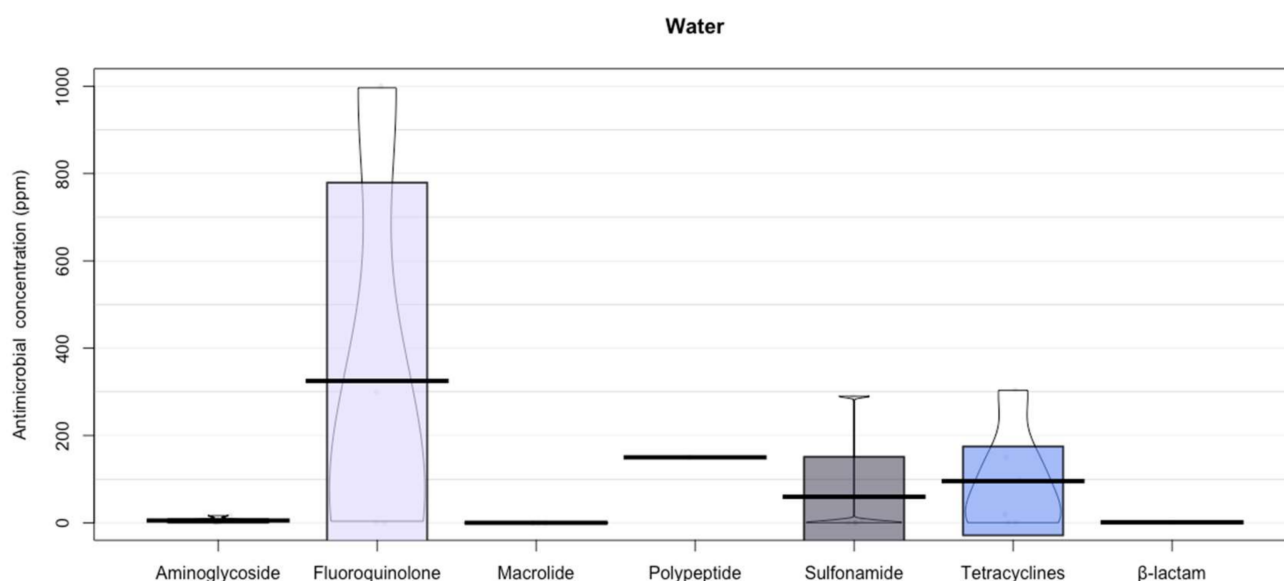 Water
Antimicrobial concentration (ppm)
1000
800
600
400
200
0
Aminoglycoside
Fluoroquinolone
Macrolide
Polypeptide
Sulfonamide
Tetracyclines
β-lactam